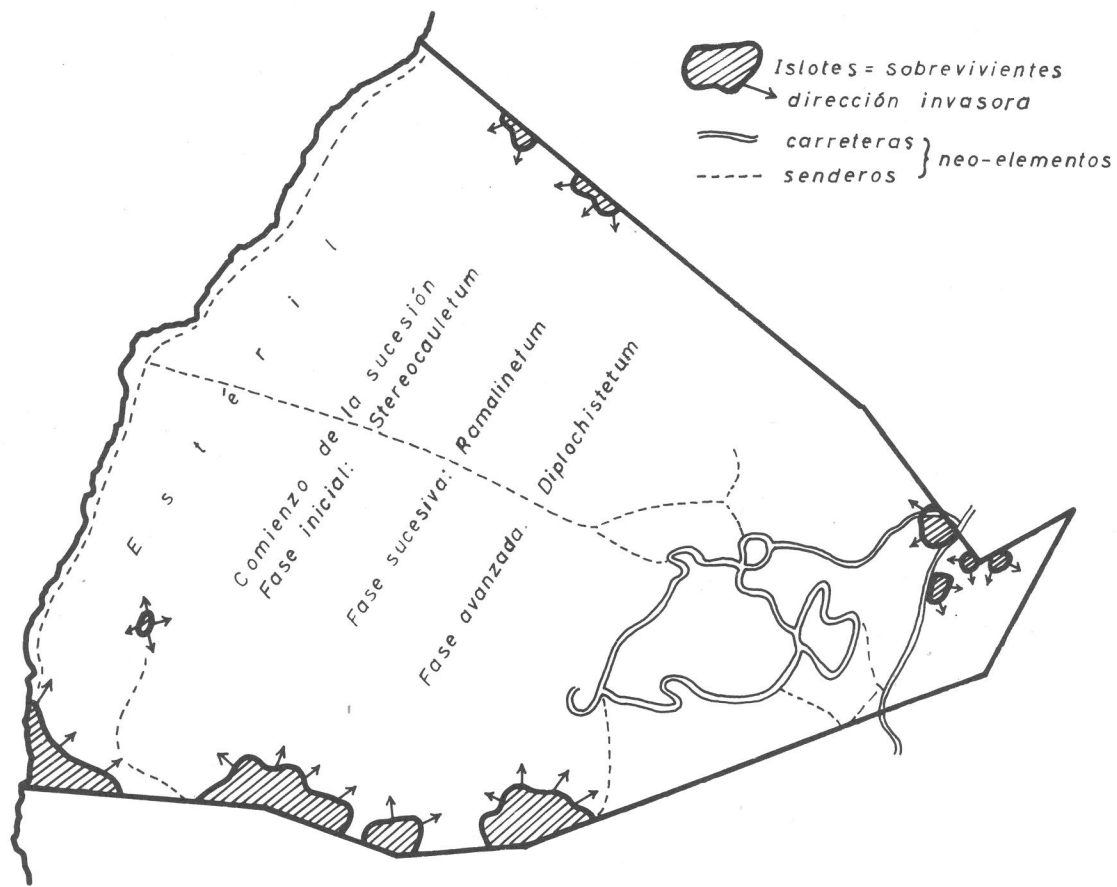 Islotes = sobrevivientes
dirección invasora
carreteras
senderos
} neo-elementos
Estéril
Comienzo de la sucesión
Fase inicial: Stereocauletum
Fase sucesiva: Ramalinetum
Fase avanzada. Diplochistetum